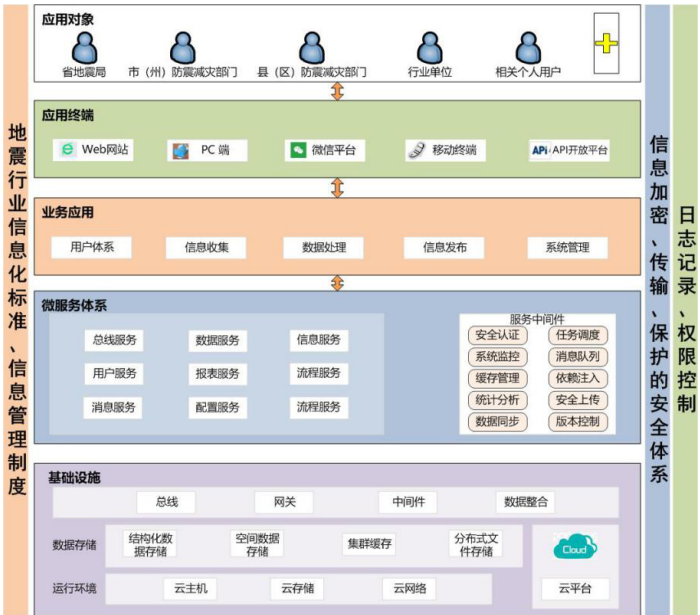 应用对象
省地震局
市（州）防震减灾部门
县（区）防震减灾部门
行业单位
相关个人用户
应用终端
Web网站
PC 端
微信平台
移动终端
API API开放平台
业务应用
用户体系
信息收集
数据处理
信息发布
系统管理
微服务体系
总线服务
数据服务
信息服务
用户服务
报表服务
流程服务
消息服务
配置服务
流程服务
服务中间件
安全认证
任务调度
系统监控
消息队列
缓存管理
依赖注入
统计分析
安全上传
数据同步
版本控制
基础设施
总线
网关
中间件
数据整合
数据存储
结构化数
据存储
空间数据
存储
集群缓存
分布式文
件存储
Cloud
运行环境
云主机
云存储
云网络
云平台
地震行业信息化标准、信息管理制度
信息加密、传输、保护的安全体系
日志记录、权限控制